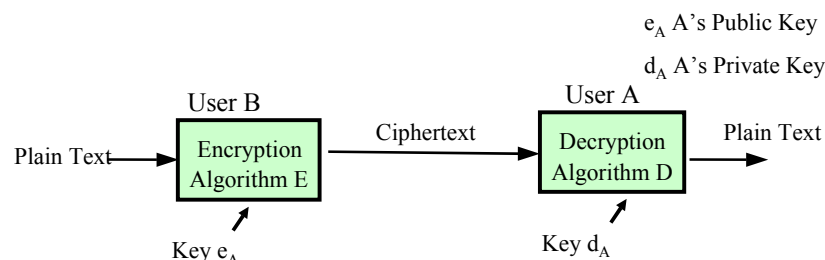 e_A A's Public Key
d_A A's Private Key
User B
User A
Plain Text
Encryption
Algorithm E
Ciphertext
Decryption
Algorithm D
Plain Text
Key e_A
Key d_A